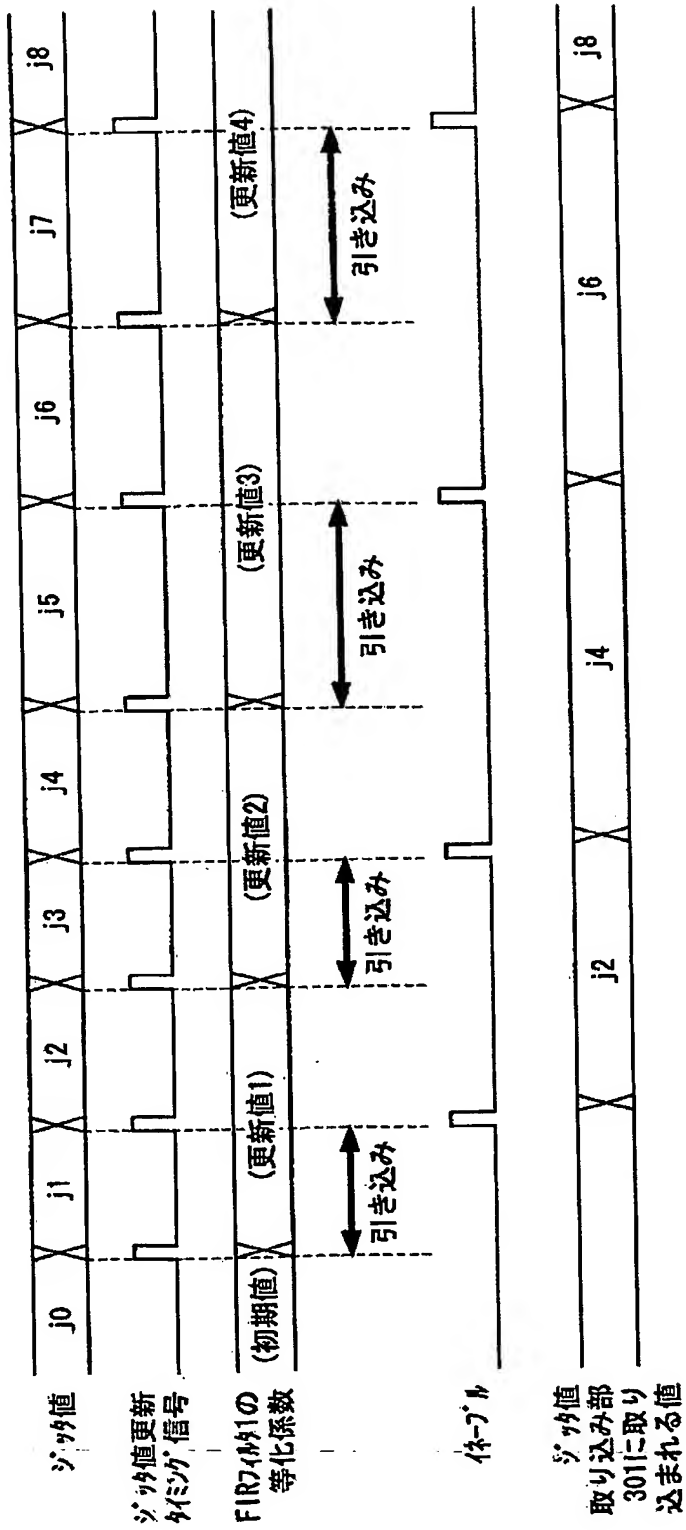 ｼﾞｯﾀ値
j0
j1
j2
j3
j4
j5
j6
j7
j8
ｼﾞｯﾀ値更新
ﾀｲﾐﾝｸﾞ信号
FIRﾌｨﾙﾀ1の
等化係数
(初期値)
(更新値1)
(更新値2)
(更新値3)
(更新値4)
引き込み
引き込み
引き込み
引き込み
ｲﾈｰﾌﾞﾙ
ｼﾞｯﾀ値
取り込み部
301に取り
込まれる値
j2
j4
j6
j8